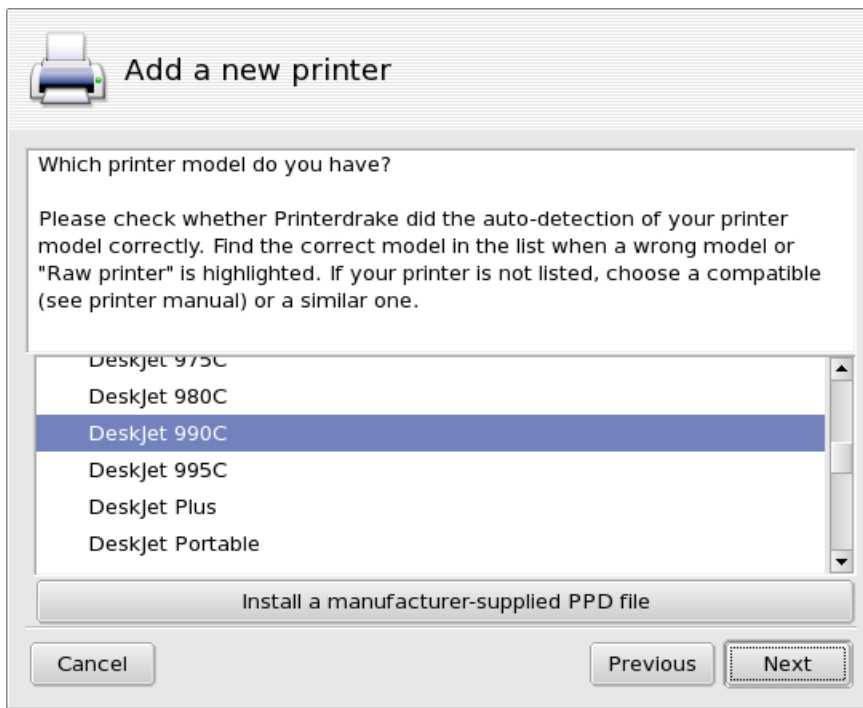 Add a new printer
Which printer model do you have?
Please check whether Printerdrake did the auto-detection of your printer
model correctly. Find the correct model in the list when a wrong model or
"Raw printer" is highlighted. If your printer is not listed, choose a compatible
(see printer manual) or a similar one.
DeskJet 975C
DeskJet 980C
DeskJet 990C
DeskJet 995C
DeskJet Plus
DeskJet Portable
Install a manufacturer-supplied PPD file
Cancel
Previous
Next